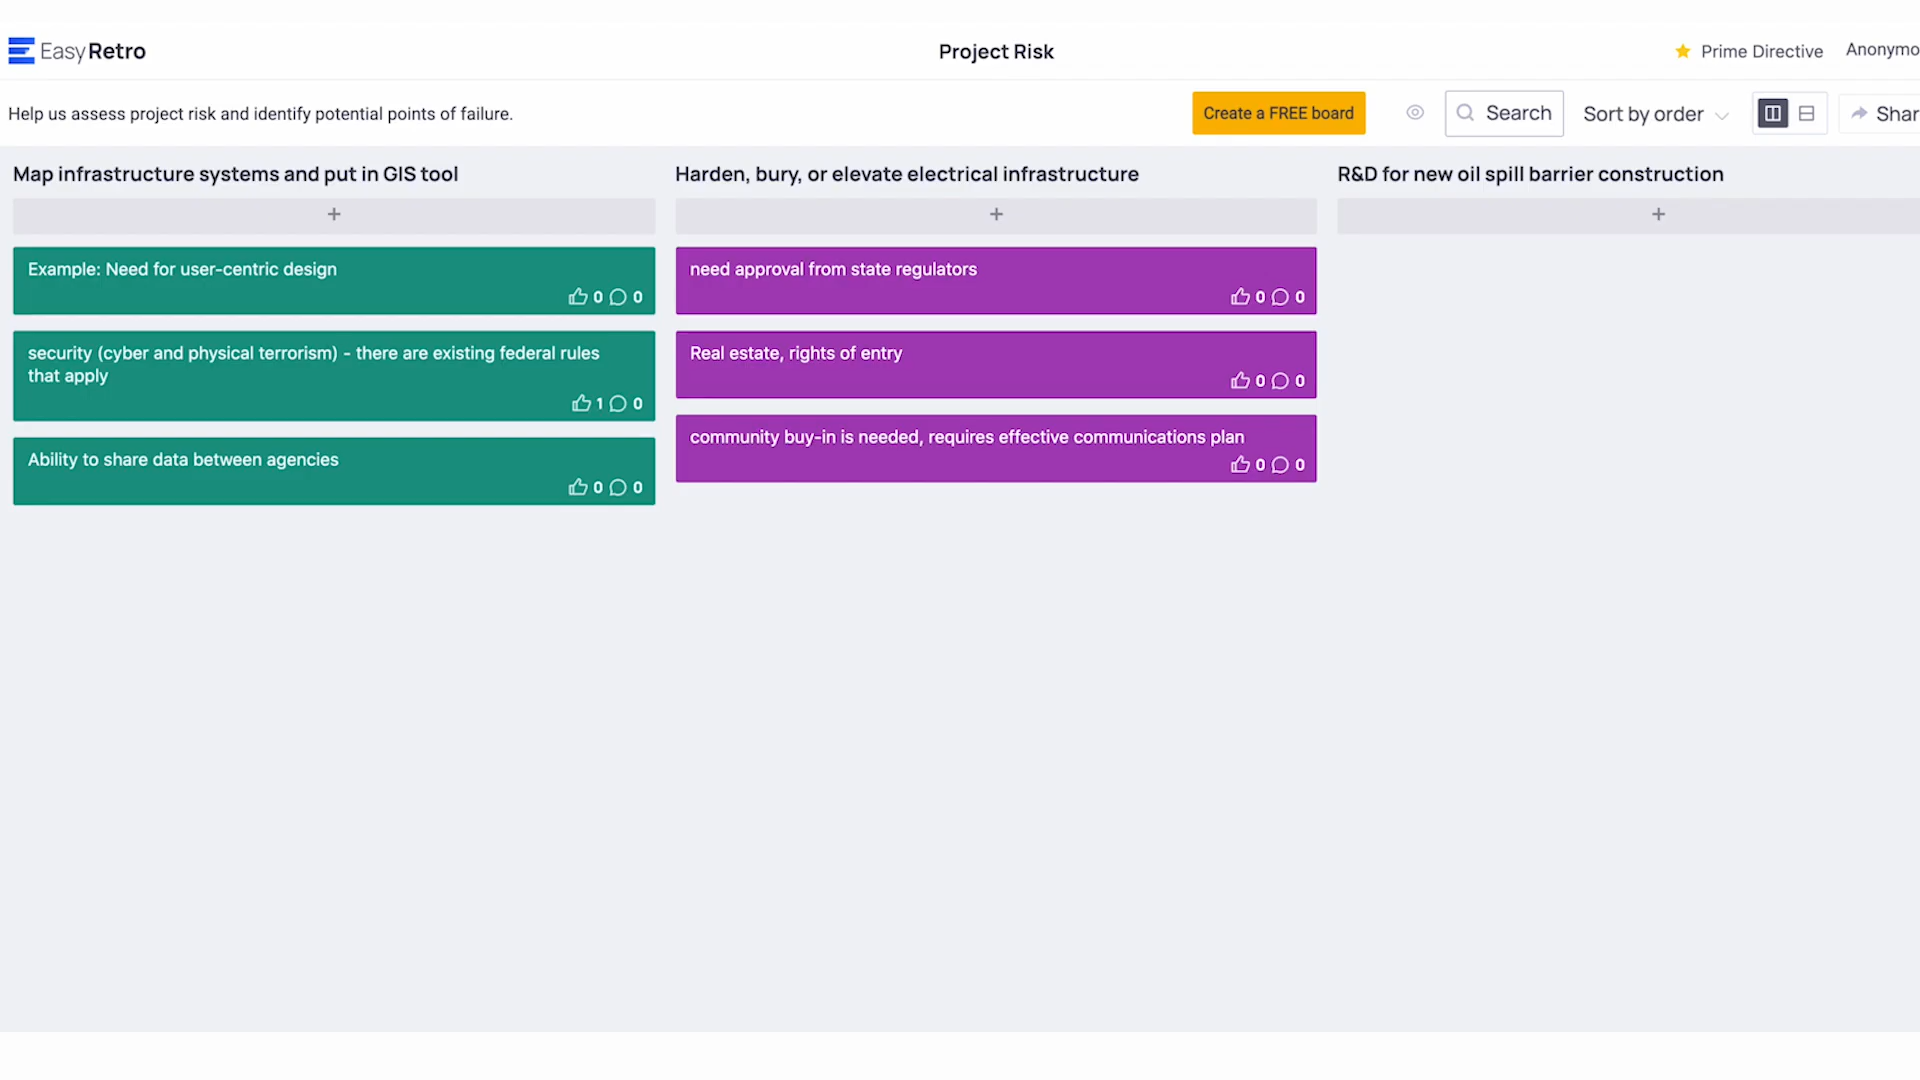 EasyRetro
Project Risk
Prime Directive
Anonymo
Help us assess project risk and identify potential points of failure.
Create a FREE board
Search
Sort by order
Shar
Map infrastructure systems and put in GIS tool
+
Example: Need for user-centric design
0 0
security (cyber and physical terrorism) - there are existing federal rules
that apply
1 0
Ability to share data between agencies
0 0
Harden, bury, or elevate electrical infrastructure
+
need approval from state regulators
0 0
Real estate, rights of entry
0 0
community buy-in is needed, requires effective communications plan
0 0
R&D for new oil spill barrier construction
+